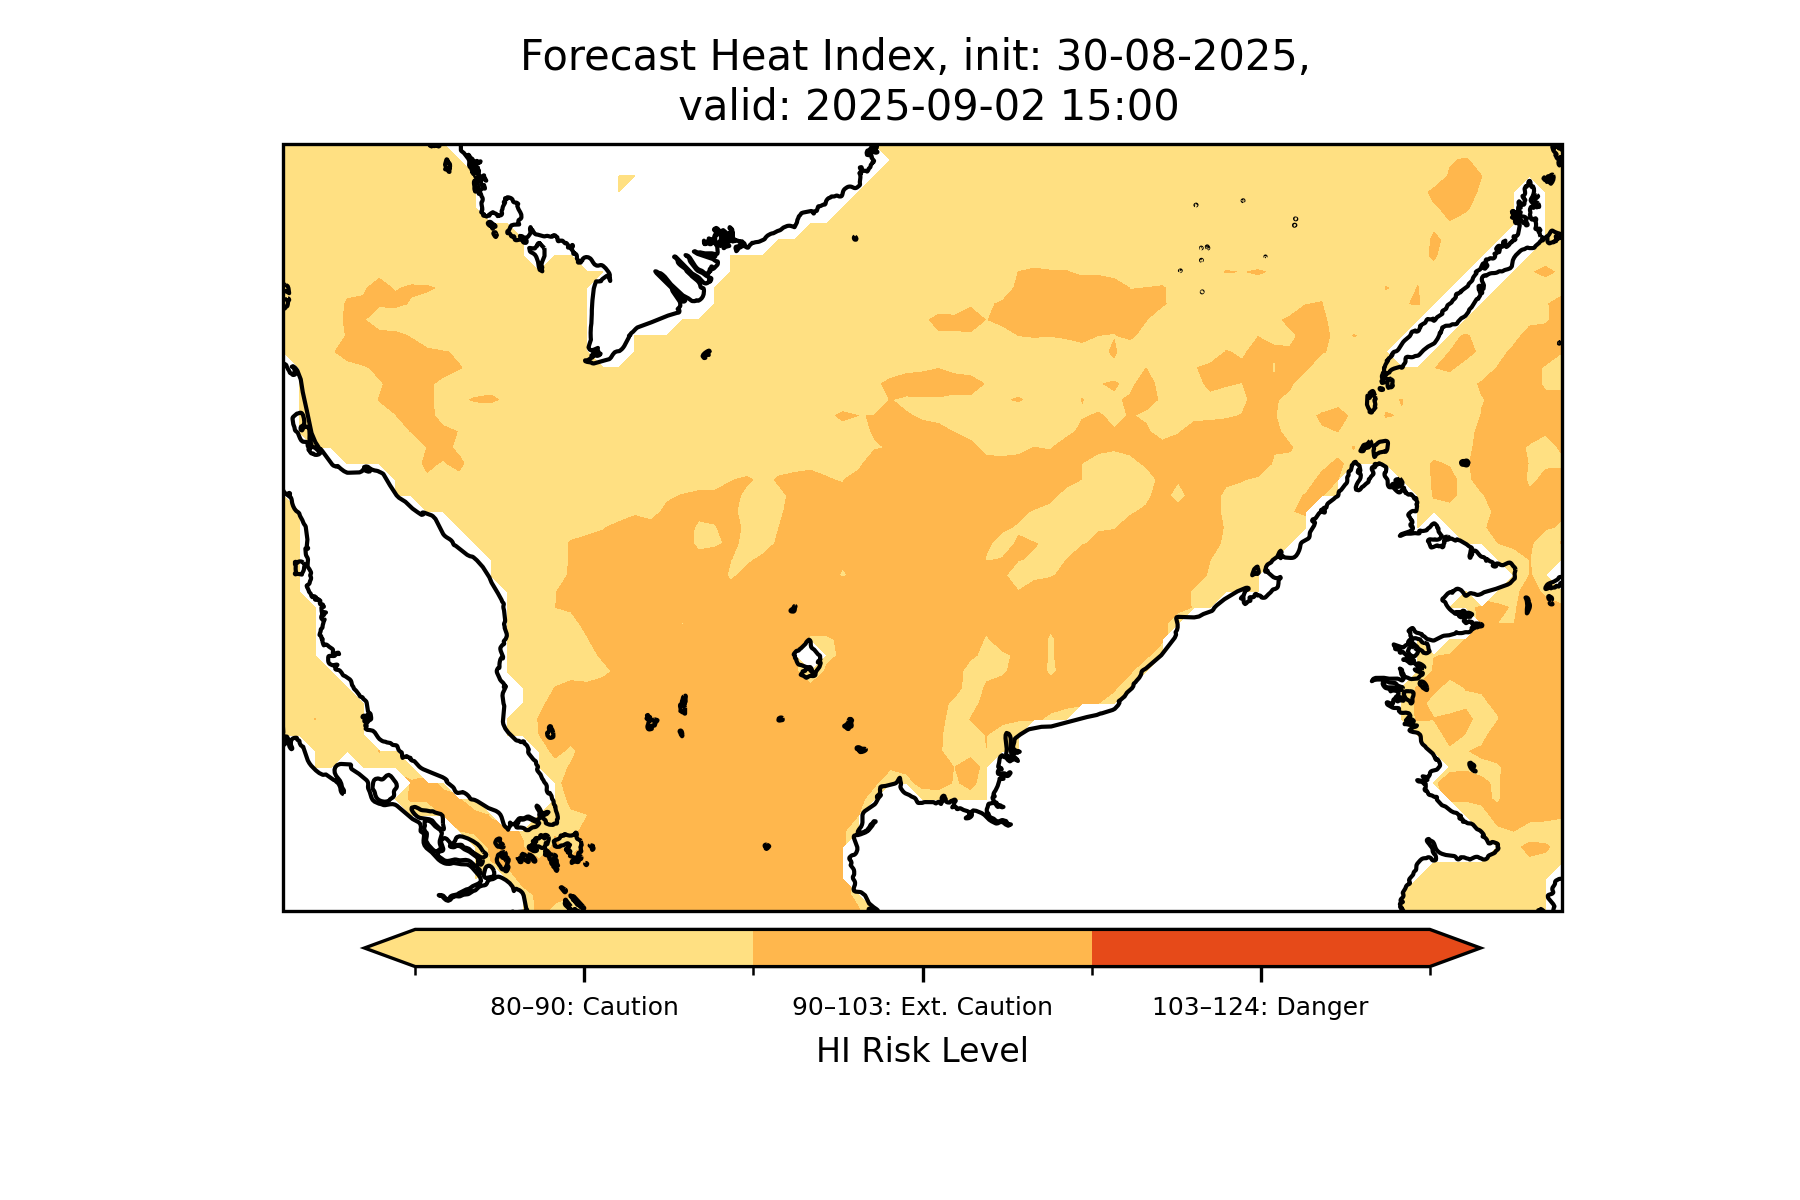 Forecast Heat Index, init: 30-08-2025,
valid: 2025-09-02 15:00
80–90: Caution
90–103: Ext. Caution
103–124: Danger
HI Risk Level